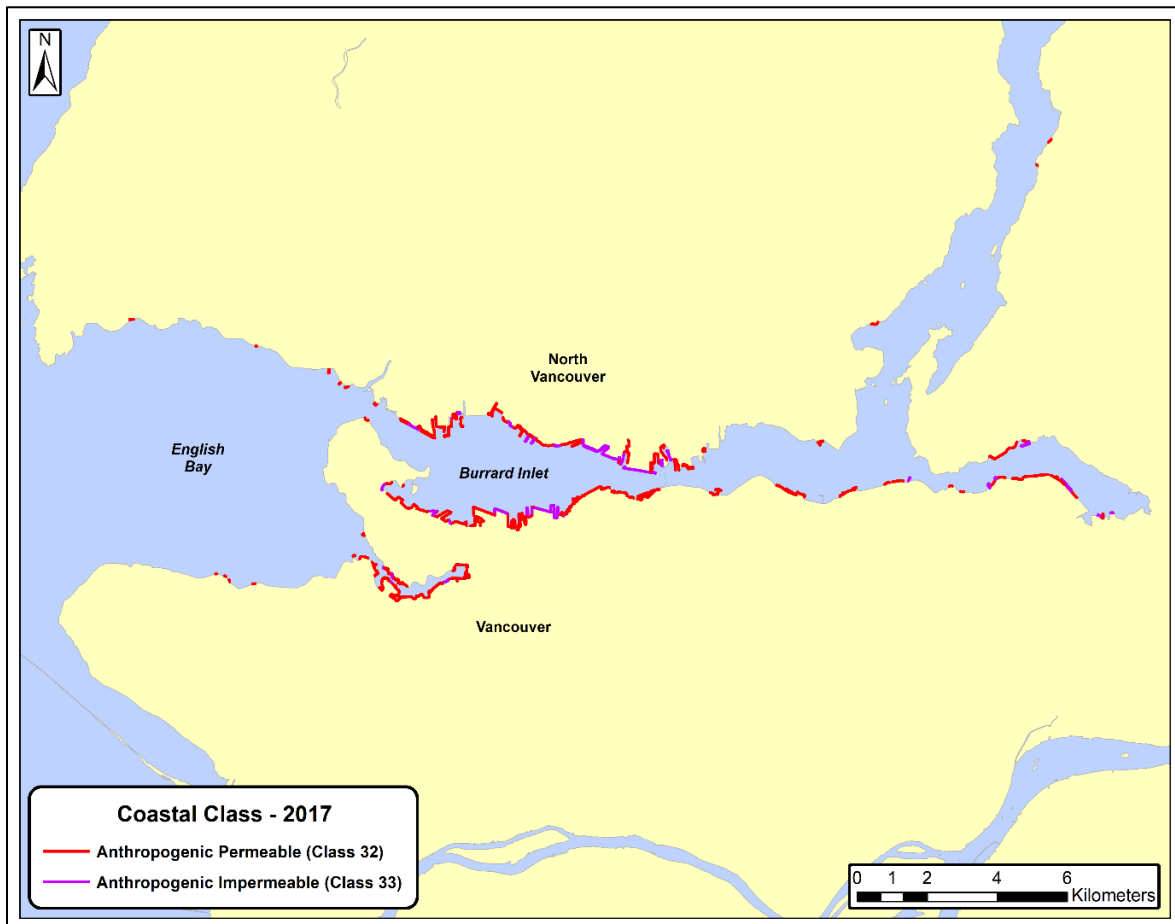 N
North
Vancouver
English
Bay
Burrard Inlet
Vancouver
Coastal Class - 2017
Anthropogenic Permeable (Class 32)
Anthropogenic Impermeable (Class 33)
0 1 2 4 6
Kilometers